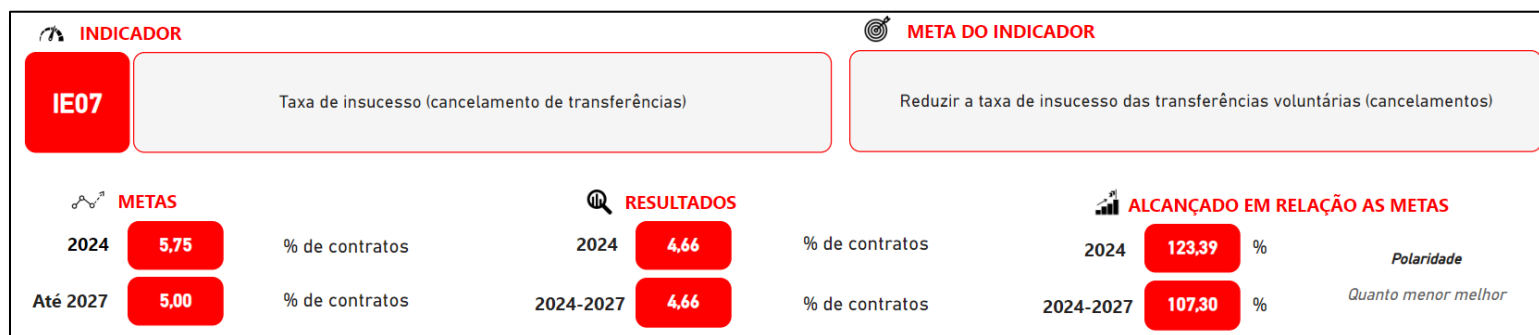 INDICADOR
META DO INDICADOR
IE07
Taxa de insucesso (cancelamento de transferências)
Reduzir a taxa de insucesso das transferências voluntárias (cancelamentos)
METAS
RESULTADOS
ALCANÇADO EM RELAÇÃO AS METAS
2024 5,75 % de contratos
2024 4,66 % de contratos
2024 123,39 %
Polaridade
Até 2027 5,00 % de contratos
2024-2027 4,66 % de contratos
2024-2027 107,30 %
Quanto menor melhor